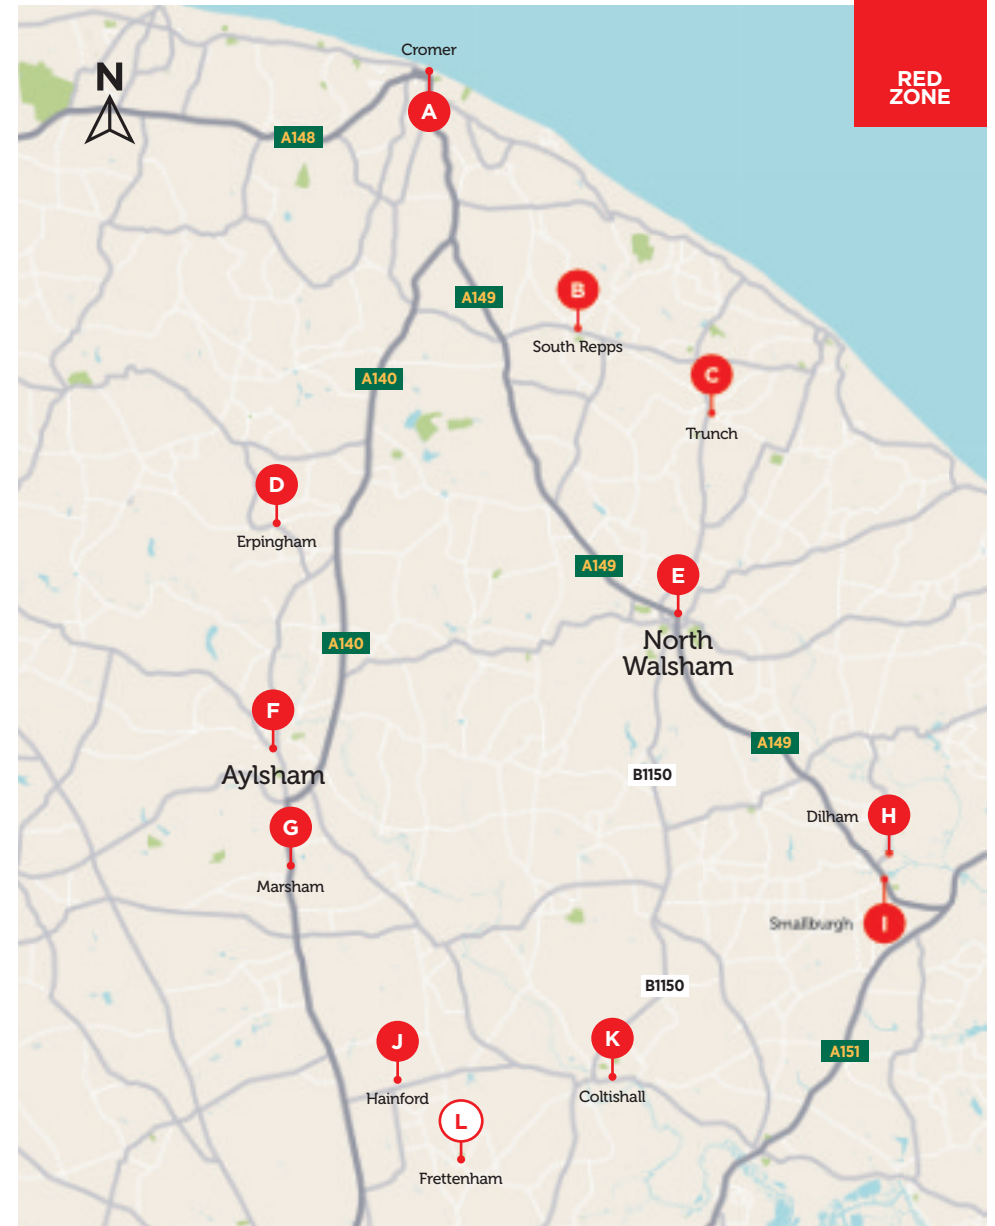 Cromer
RED
ZONE
N
A
A148
B
A149
South Repps
A140
C
Trunch
D
Erpingham
A149
E
North
Walsham
A140
F
A149
Aylsham
B1150
Dilham
H
G
Marsham
Smallburgh
I
B1150
J
K
A151
Hainford
Coltishall
L
Frettenham